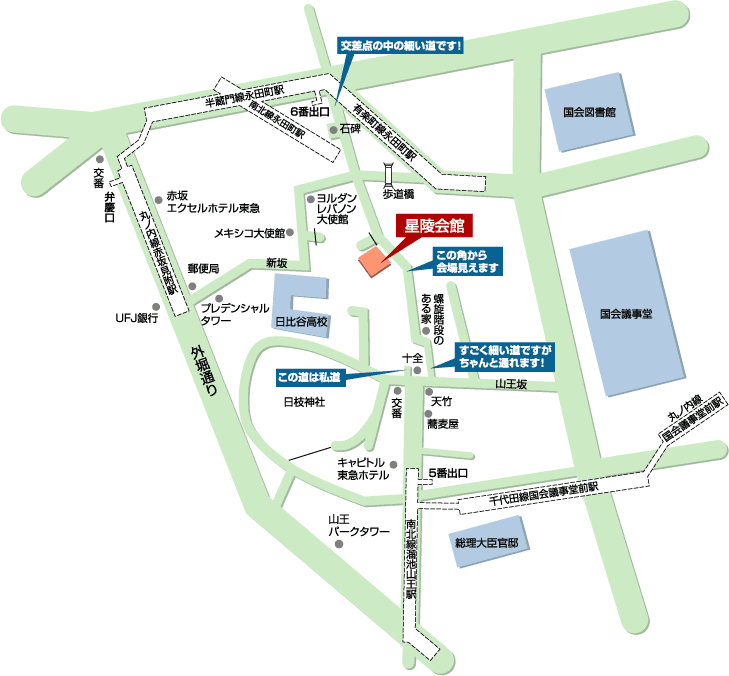 交差点の中の細い道です!
半蔵門線永田町駅
南北線永田町駅
6番出口
有楽町線永田町駅
石碑
国会図書館
交番
弁慶口
赤坂
エクセルホテル東急
丸ノ内線赤坂見附駅
ヨルダン
レバノン
大使館
歩道橋
メキシコ大使館
星陵会館
この角から
会場見えます
新坂
郵便局
プレデンシャル
タワー
UFJ銀行
日比谷高校
螺旋階段の
ある家
国会議事堂
外堀通り
すごく細い道ですが
ちゃんと通れます!
十全
この道は私道
山王坂
日枝神社
交番
天竹
蕎麦屋
丸ノ内線
国会議事堂前駅
キャピトル
東急ホテル
5番出口
千代田線国会議事堂前駅
山王
パークタワー
南北線溜池山王駅
総理大臣官邸